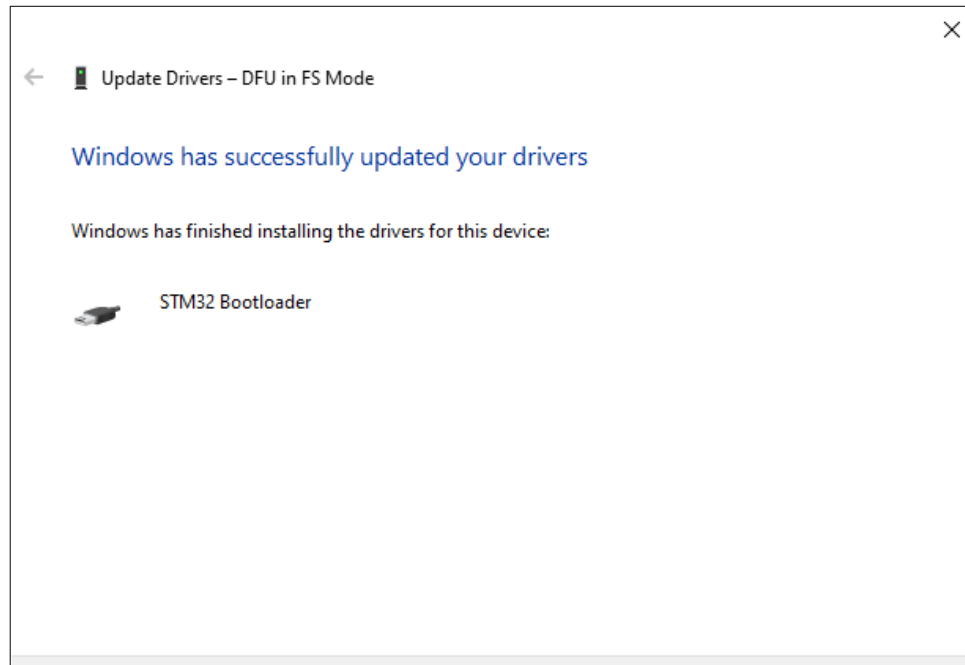 Update Drivers – DFU in FS Mode
Windows has successfully updated your drivers
Windows has finished installing the drivers for this device:
STM32 Bootloader